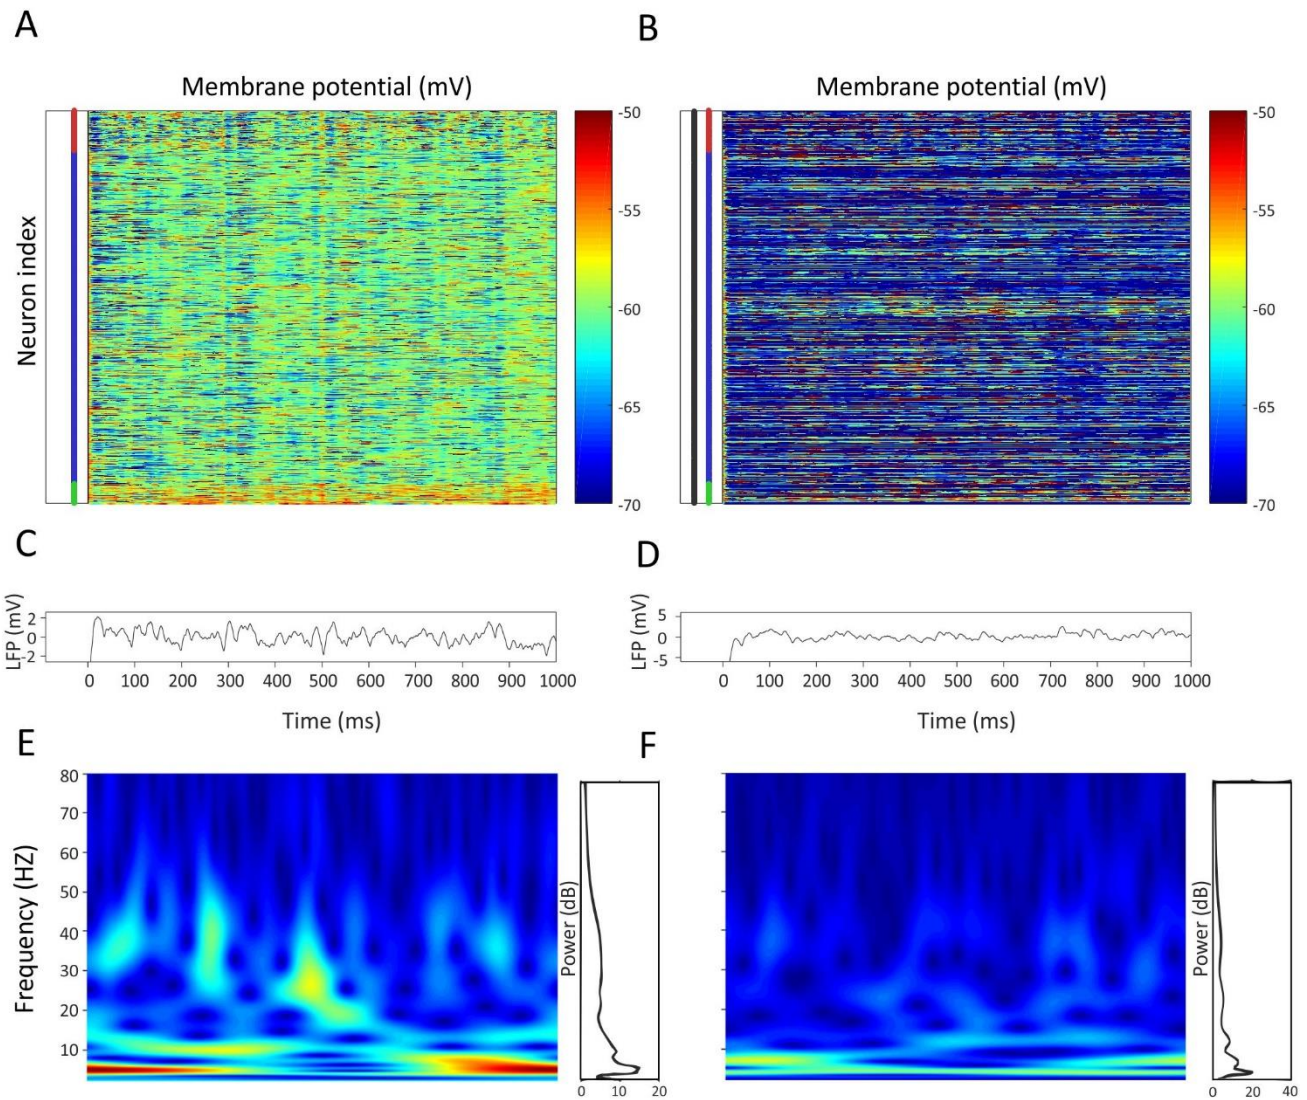 A
B
Membrane potential (mV)
Membrane potential (mV)
Neuron index
-50
-55
-60
-65
-70
-50
-55
-60
-65
-70
C
D
LFP (mV)
2
0
-2
0 100 200 300 400 500 600 700 800 900 1000
Time (ms)
LFP (mV)
5
0
-5
0 100 200 300 400 500 600 700 800 900 1000
Time (ms)
E
F
Frequency (HZ)
80
70
60
50
40
30
20
10
Power (dB)
0 10 20
Power (dB)
0 20 40